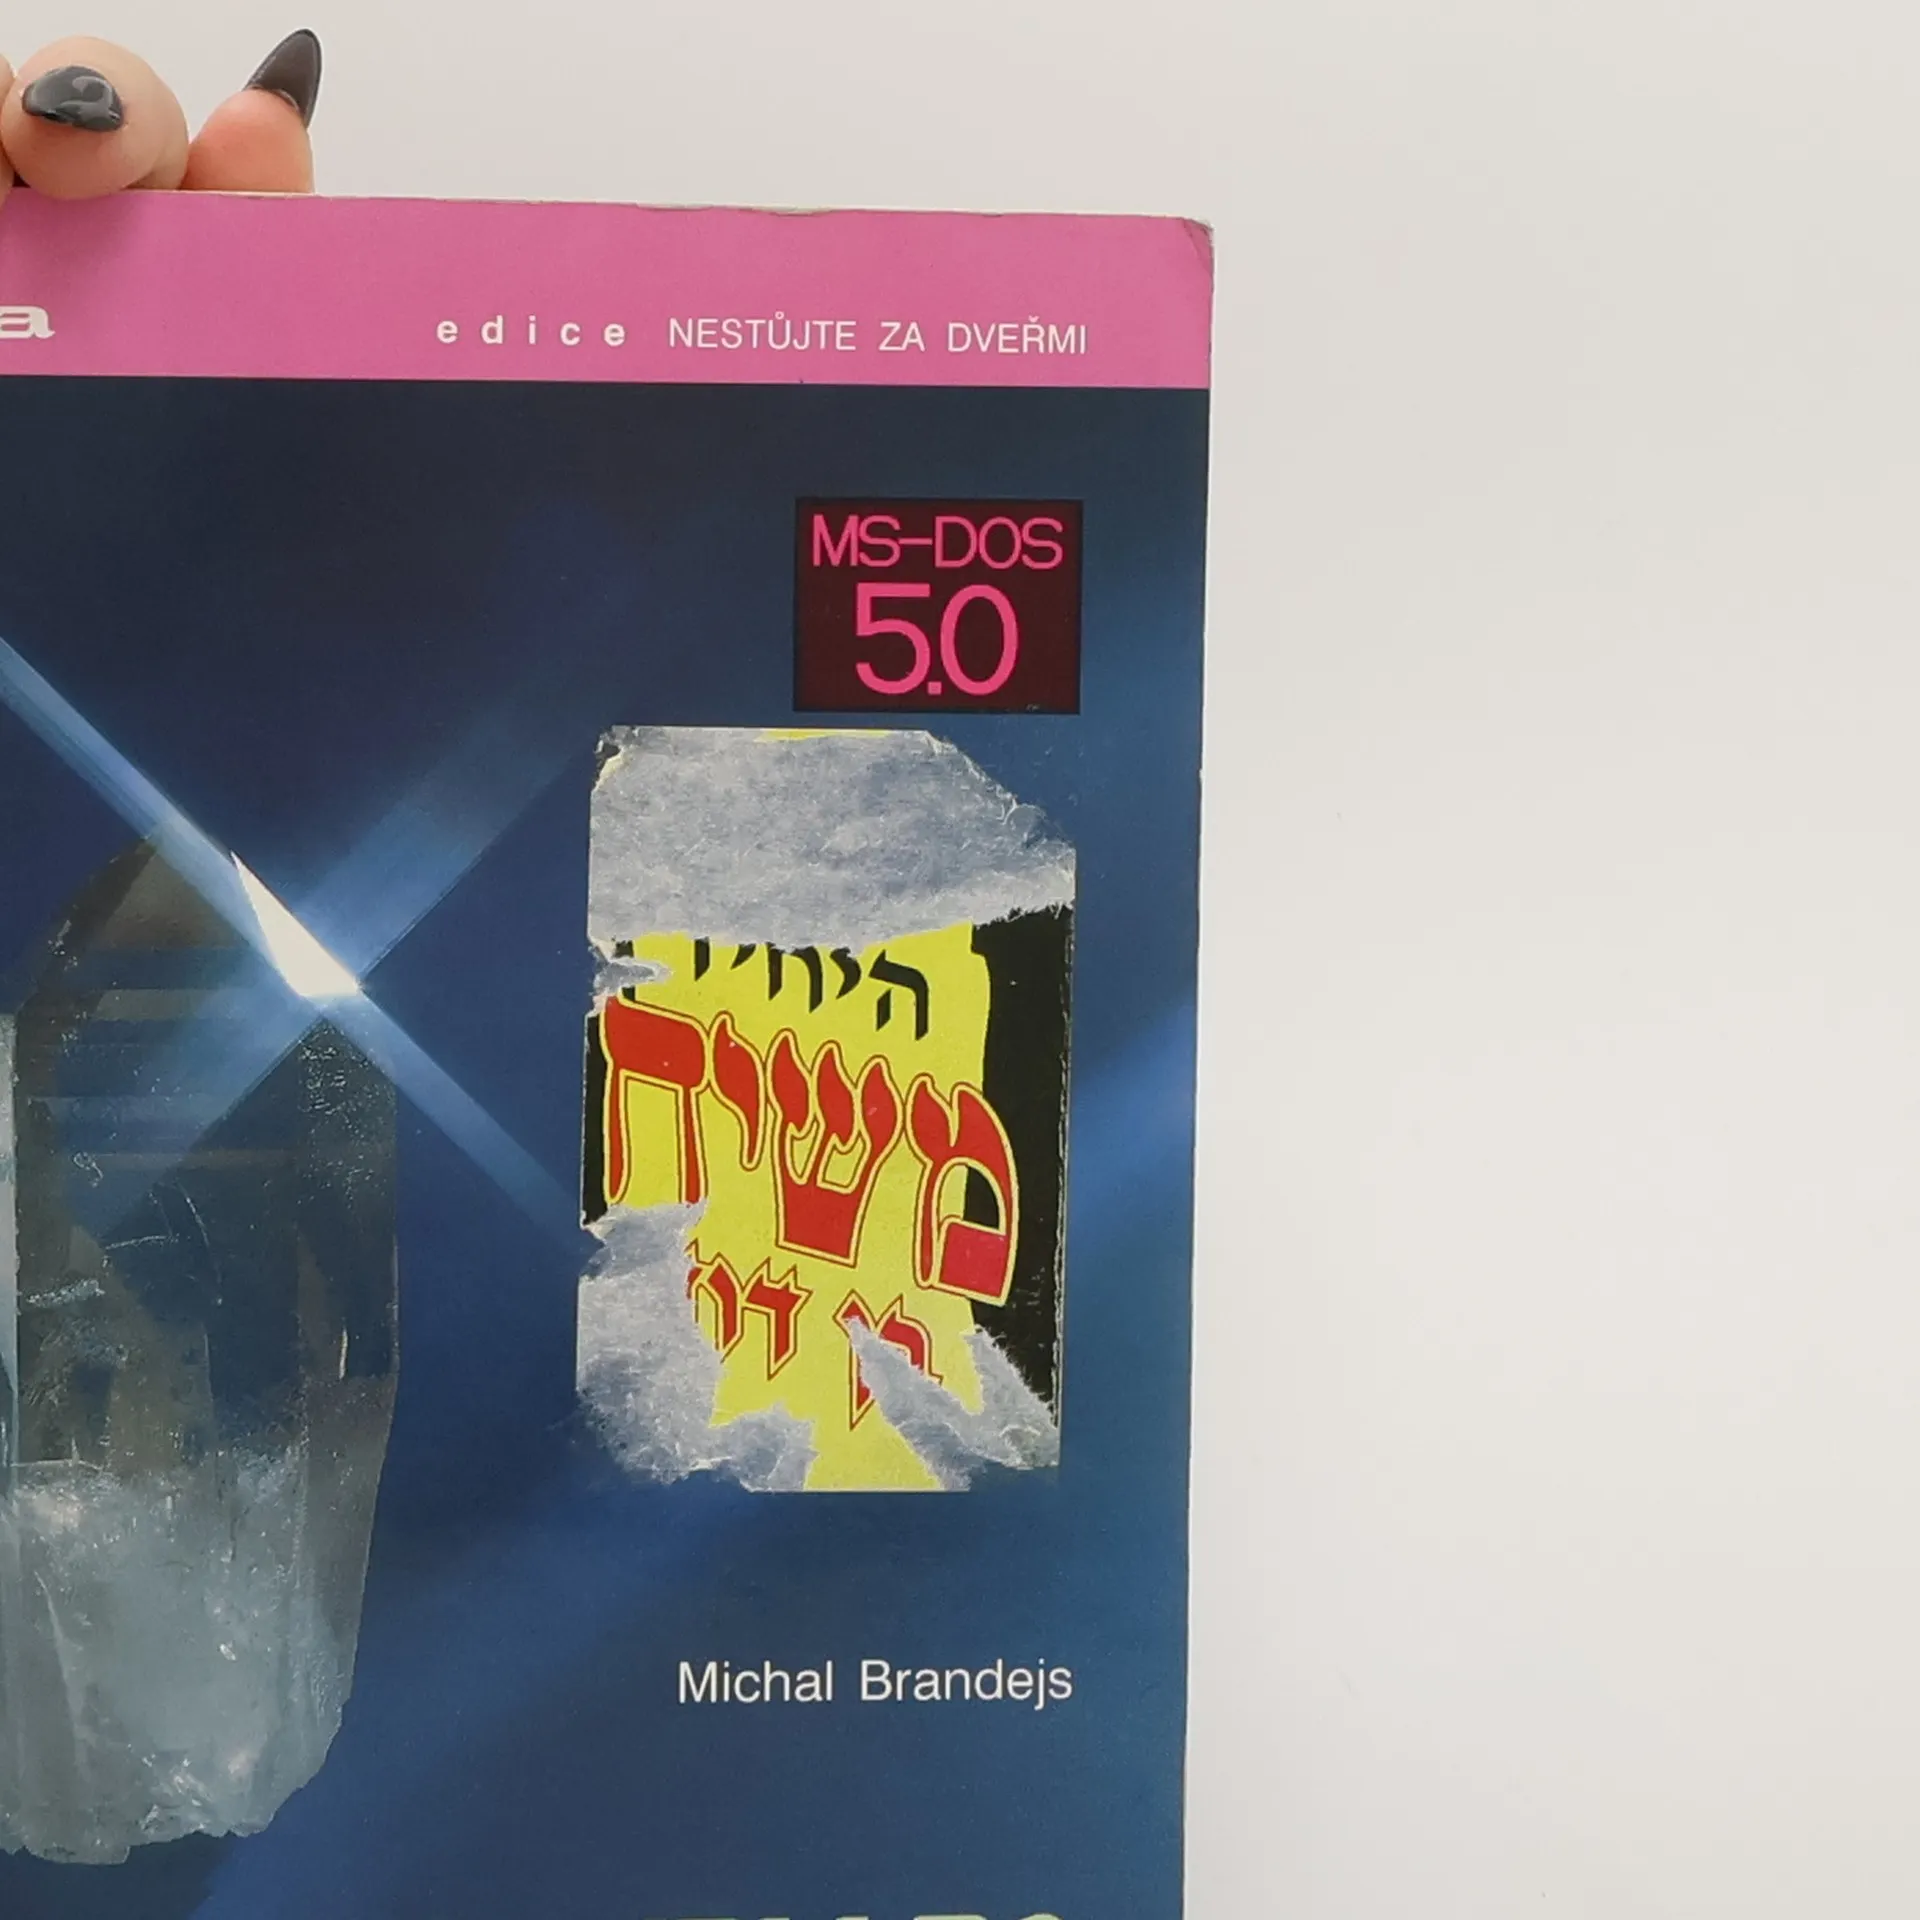 edice NESTŮJTE ZA DVEŘMI
MS-DOS
5.0
משיח
Michal Brandejs